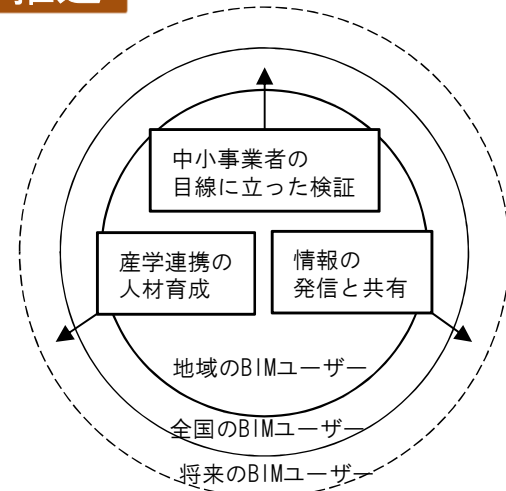 推進
中小事業者の
目線に立った検証
産学連携の
人材育成
情報の
発信と共有
地域のBIMユーザー
全国のBIMユーザー
将来のBIMユーザー